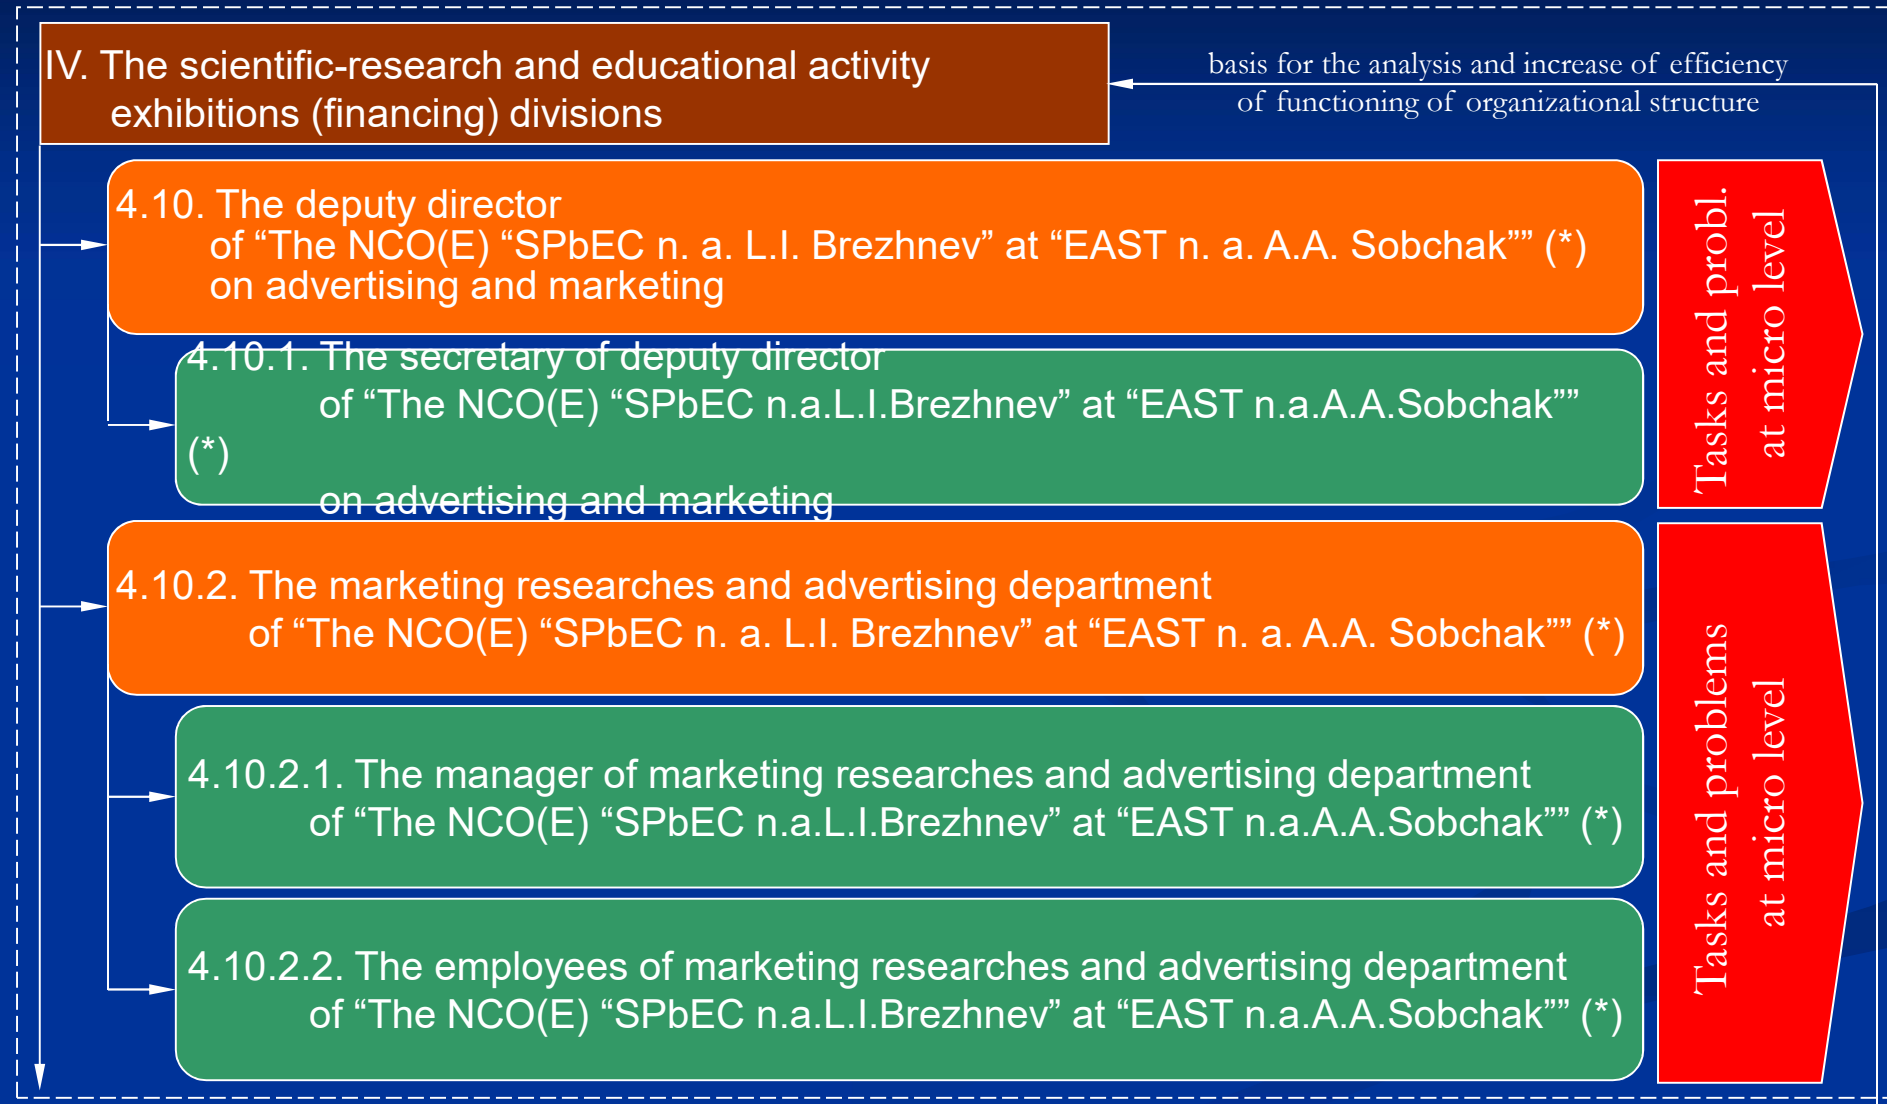 IV. The scientific-research and educational activity
exhibitions (financing) divisions
basis for the analysis and increase of efficiency
of functioning of organizational structure
4.10. The deputy director
of “The NCO(E) “SPbEC n. a. L.I. Brezhnev” at “EAST n. a. A.A. Sobchak”” (*)
on advertising and marketing
Tasks and probl.
at micro level
4.10.1. The secretary of deputy director
of “The NCO(E) “SPbEC n.a.L.I.Brezhnev” at “EAST n.a.A.A.Sobchak””
(*)
on advertising and marketing
4.10.2. The marketing researches and advertising department
of “The NCO(E) “SPbEC n. a. L.I. Brezhnev” at “EAST n. a. A.A. Sobchak”” (*)
Tasks and problems
at micro level
4.10.2.1. The manager of marketing researches and advertising department
of “The NCO(E) “SPbEC n.a.L.I.Brezhnev” at “EAST n.a.A.A.Sobchak”” (*)
4.10.2.2. The employees of marketing researches and advertising department
of “The NCO(E) “SPbEC n.a.L.I.Brezhnev” at “EAST n.a.A.A.Sobchak”” (*)